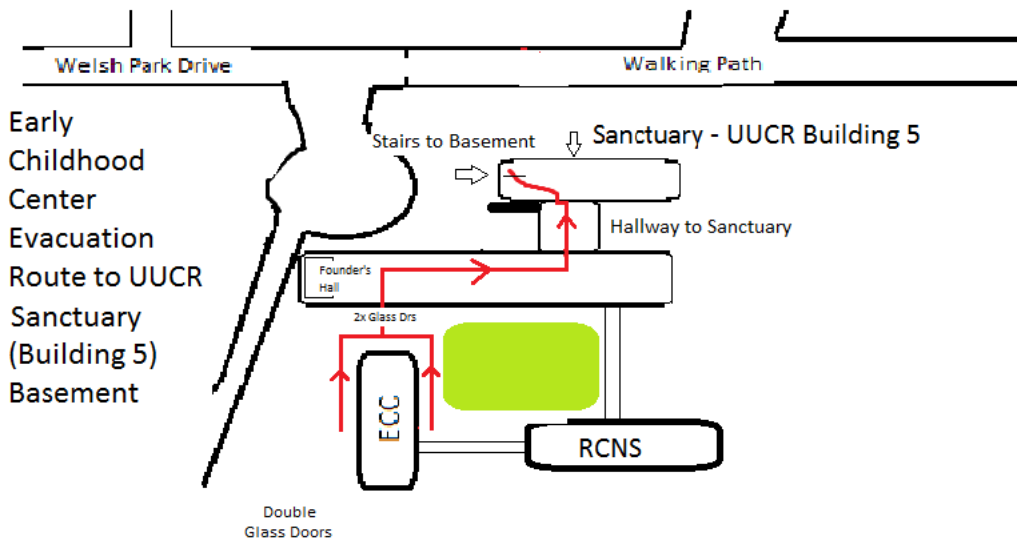 Welsh Park Drive
Walking Path
Early
Childhood
Center
Evacuation
Route to UUCR
Sanctuary
(Building 5)
Basement
Stairs to Basement
Sanctuary - UUCR Building 5
Hallway to Sanctuary
Founder's
Hall
2x Glass Drs
ECC
RCNS
Double
Glass Doors